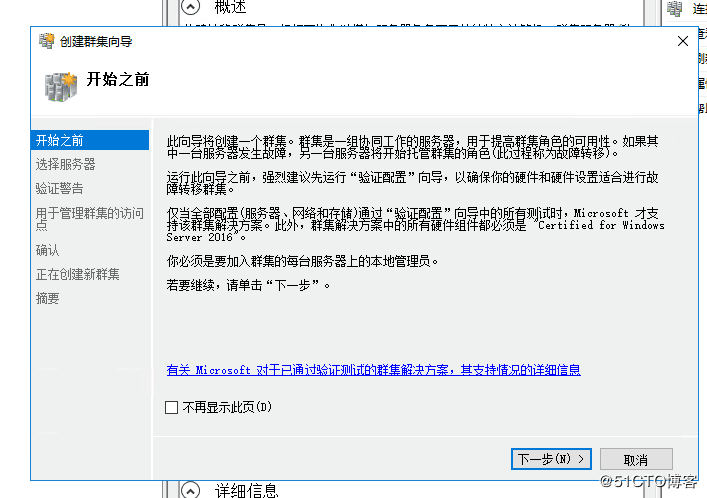 概述
创建群集向导
开始之前
开始之前
选择服务器
验证警告
用于管理群集的访问
点
确认
正在创建新群集
摘要
此向导将创建一个群集。群集是一组协同工作的服务器，用于提高群集角色的可用性。如果其
中一台服务器发生故障，另一台服务器将开始托管群集的角色(此过程称为故障转移)。
运行此向导之前，强烈建议先运行“验证配置”向导，以确保你的硬件和硬件设置适合进行故
障转移群集。
仅当全部配置(服务器、网络和存储)通过“验证配置”向导中的所有测试时，Microsoft 才支
持该群集解决方案。此外，群集解决方案中的所有硬件组件都必须是 "Certified for Windows
Server 2016"。
你必须是要加入群集的每台服务器上的本地管理员。
若要继续，请单击“下一步”。
有关 Microsoft 对于已通过验证测试的群集解决方案，其支持情况的详细信息
不再显示此页(D)
下一步(N) >
取消
详细信息
@51CTO博客